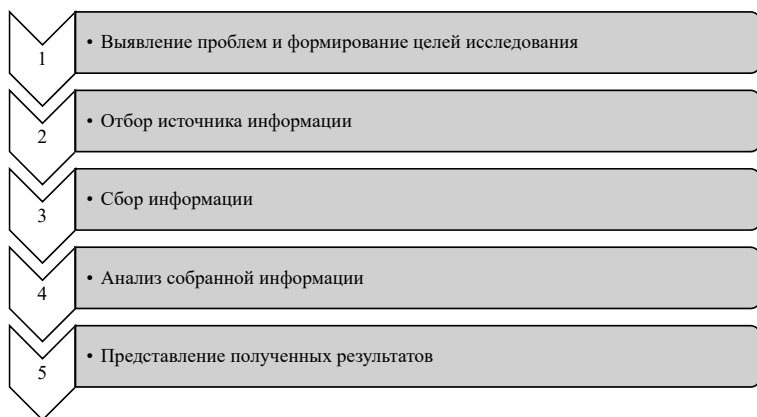 1
• Выявление проблем и формирование целей исследования
2
• Отбор источника информации
3
• Сбор информации
4
• Анализ собранной информации
5
• Представление полученных результатов